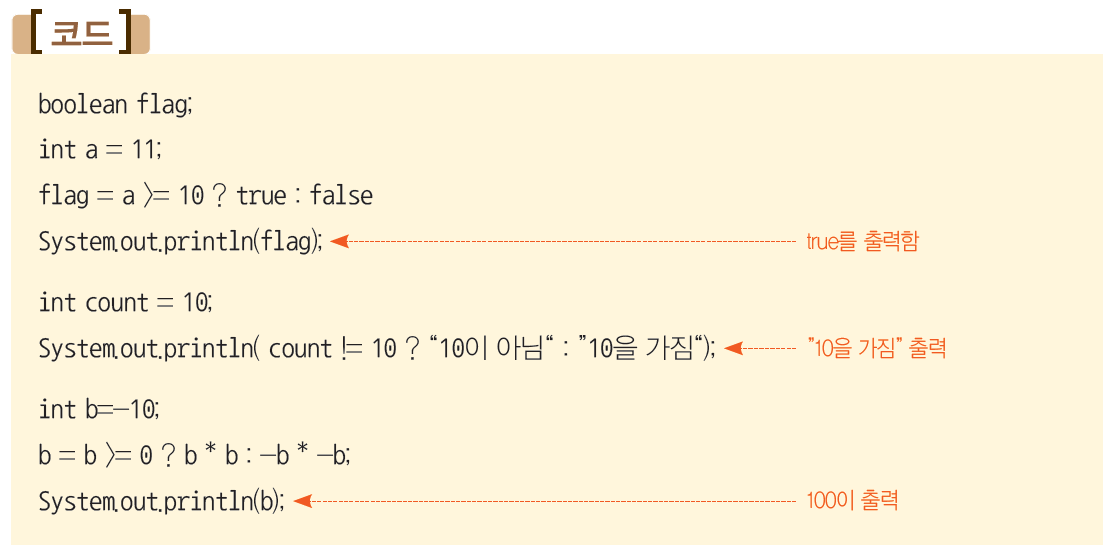 [코드]
boolean flag;
int a = 11;
flag = a >= 10 ? true : false
System.out.println(flag); true를 출력함
int count = 10;
System.out.println( count != 10 ? “10이 아님“ : ”10을 가짐“); ”10을 가짐” 출력
int b=-10;
b = b >= 0 ? b * b : -b * -b;
System.out.println(b); 100이 출력